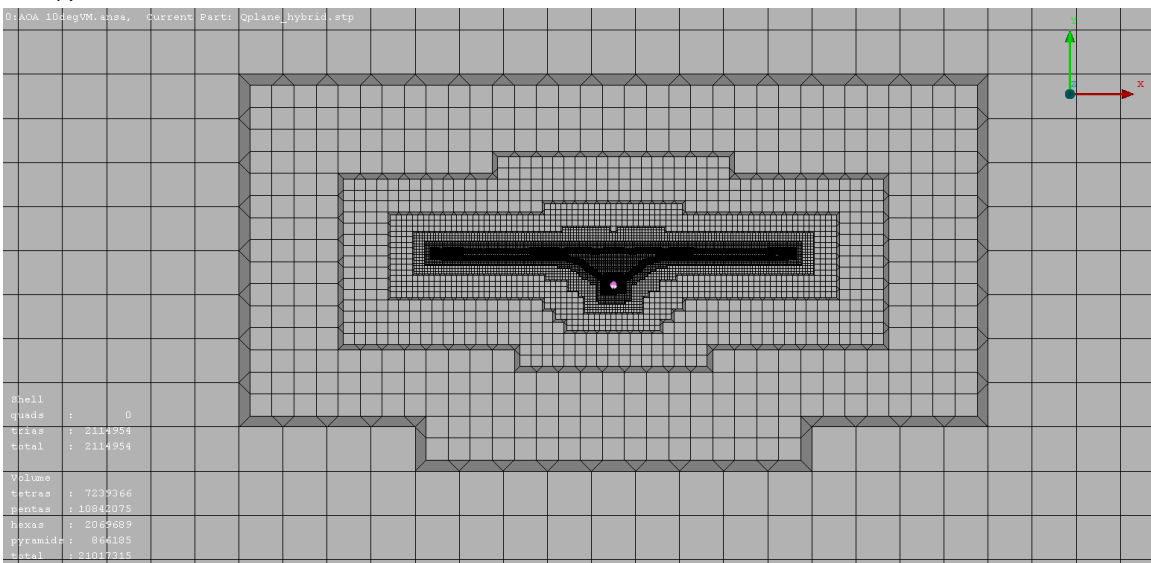 0:AOA 10degVM.ansa,  Current Part: Qplane_hybrid.stp
Y
Z
X
Shell
quads    :        0
trias    :  2114954
total    :  2114954
Volume
tetras   :  7239366
pentas   : 10842075
hexas    :  2069689
pyramids :   866185
total    : 21017315